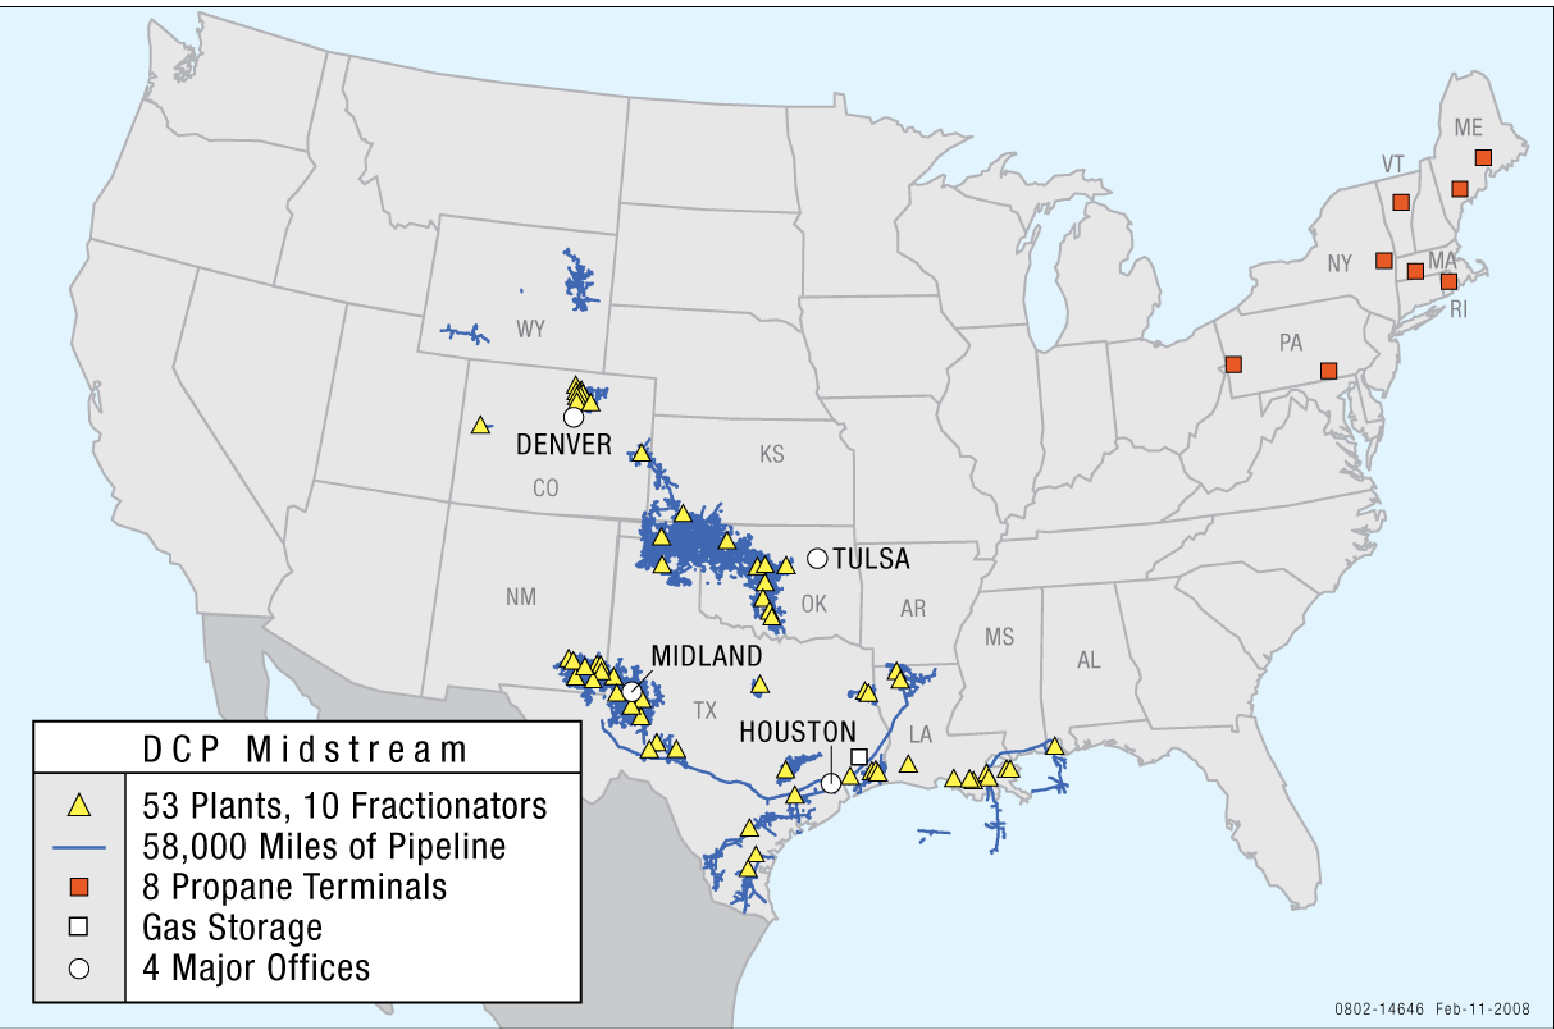 ME
VT
NY
MA
RI
PA
WY
DENVER
CO
KS
TULSA
NM
OK
AR
MS
AL
MIDLAND
TX
HOUSTON
LA
DCP Midstream
53 Plants, 10 Fractionators
58,000 Miles of Pipeline
8 Propane Terminals
Gas Storage
4 Major Offices
0802-14646 Feb-11-2008